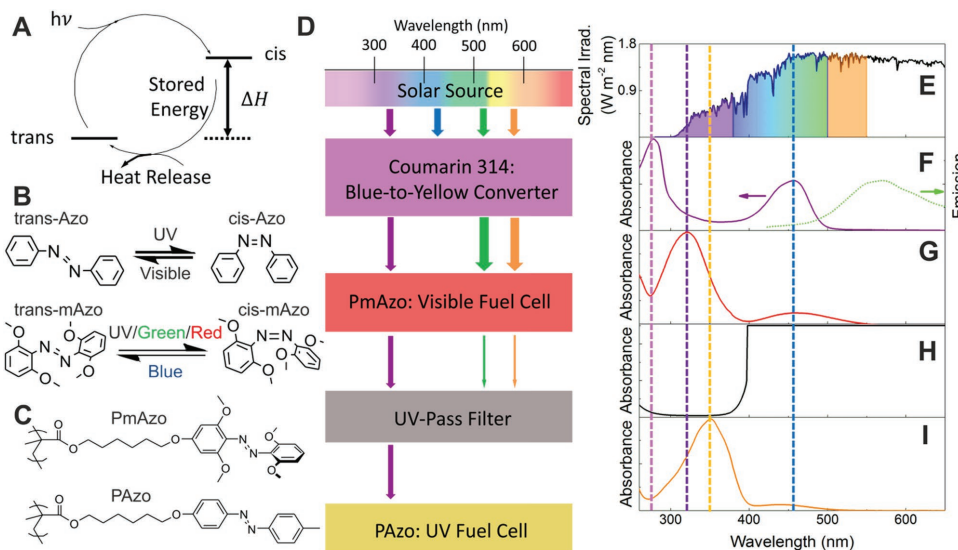 A
hν
cis
Stored
Energy
ΔH
trans
Heat Release
B
trans-Azo
cis-Azo
UV
Visible
N
N
N=N
trans-mAzo
cis-mAzo
UV/Green/Red
Blue
O
O
O
O
N
N
N=N
O
O
O
O
C
PmAzo
O
O
O
O
O
N
N
O
O
PAzo
O
O
O
N
N
D
Wavelength (nm)
300
400
500
600
Solar Source
Coumarin 314:
Blue-to-Yellow Converter
PmAzo: Visible Fuel Cell
UV-Pass Filter
PAzo: UV Fuel Cell
Spectral Irrad.
(W m-2 nm)
1.8
0.9
E
Absorbance
F
Emission
Absorbance
G
Absorbance
H
Absorbance
I
300
400
500
600
Wavelength (nm)